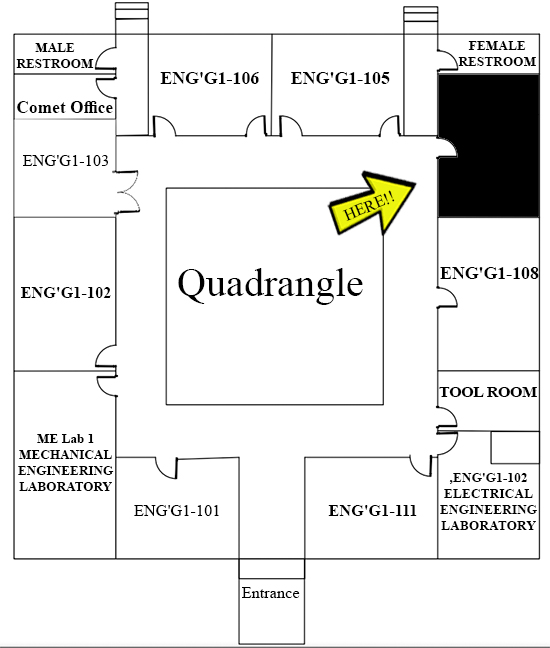 MALE
RESTROOM
FEMALE
RESTROOM
ENG'G1-106
ENG'G1-105
Comet Office
ENG'G1-103
HERE!!
ENG'G1-102
Quadrangle
ENG'G1-108
TOOL ROOM
ME Lab 1
MECHANICAL
ENGINEERING
LABORATORY
ENG'G1-101
ENG'G1-111
,ENG'G1-102
ELECTRICAL
ENGINEERING
LABORATORY
Entrance